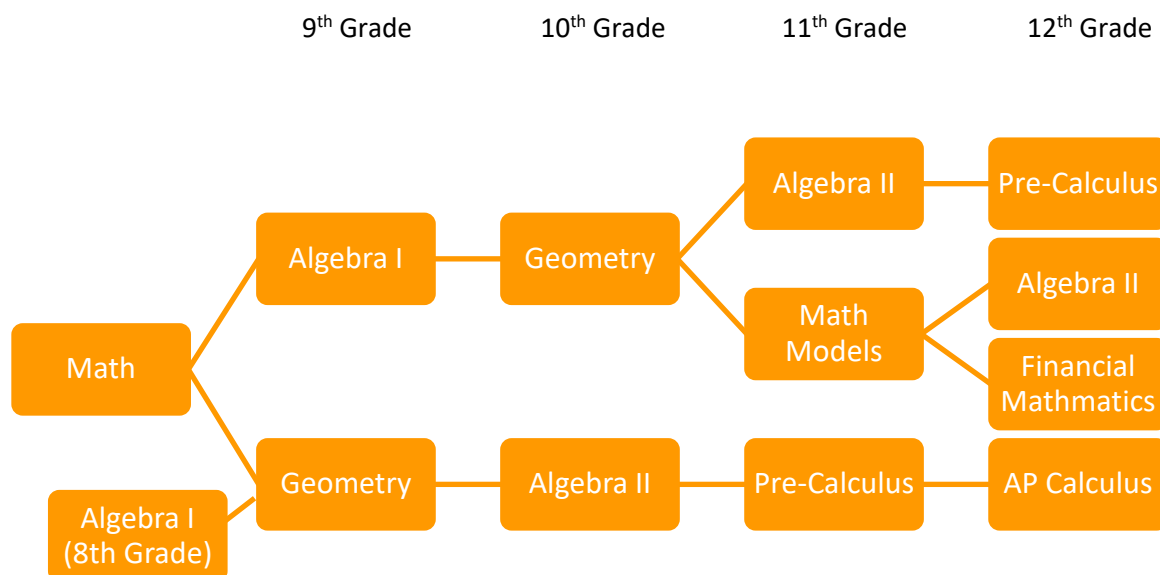 9th Grade 10th Grade 11th Grade 12th Grade
Algebra II Pre-Calculus
Algebra I Geometry
Algebra II
Math
Models
Math
Financial
Mathmatics
Geometry Algebra II Pre-Calculus AP Calculus
Algebra I
(8th Grade)